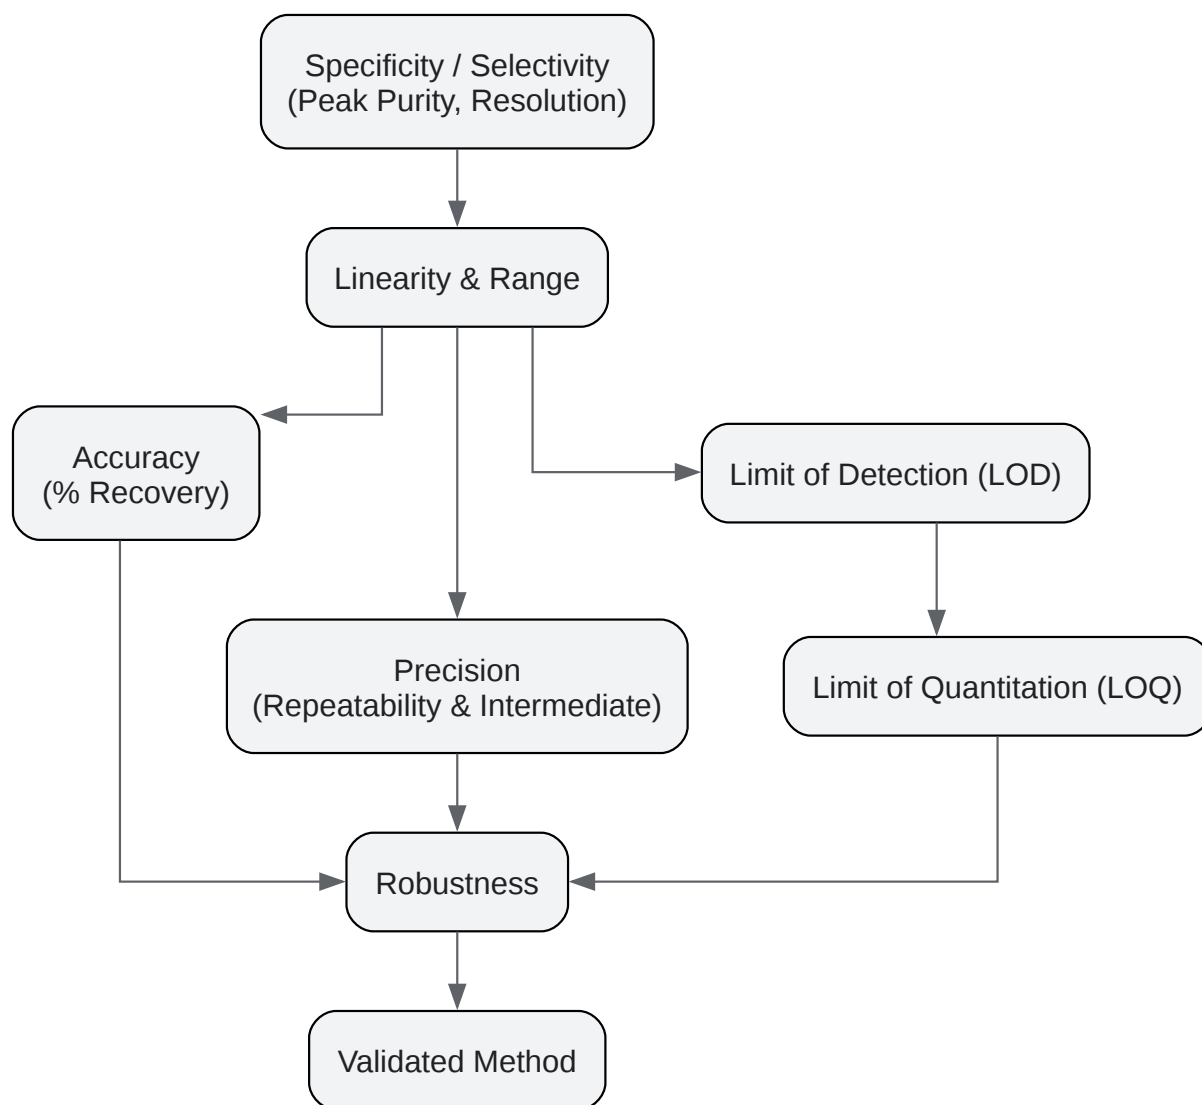 Specificity / Selectivity
(Peak Purity, Resolution)
Linearity & Range
Accuracy
(% Recovery)
Limit of Detection (LOD)
Precision
(Repeatability & Intermediate)
Limit of Quantitation (LOQ)
Robustness
Validated Method